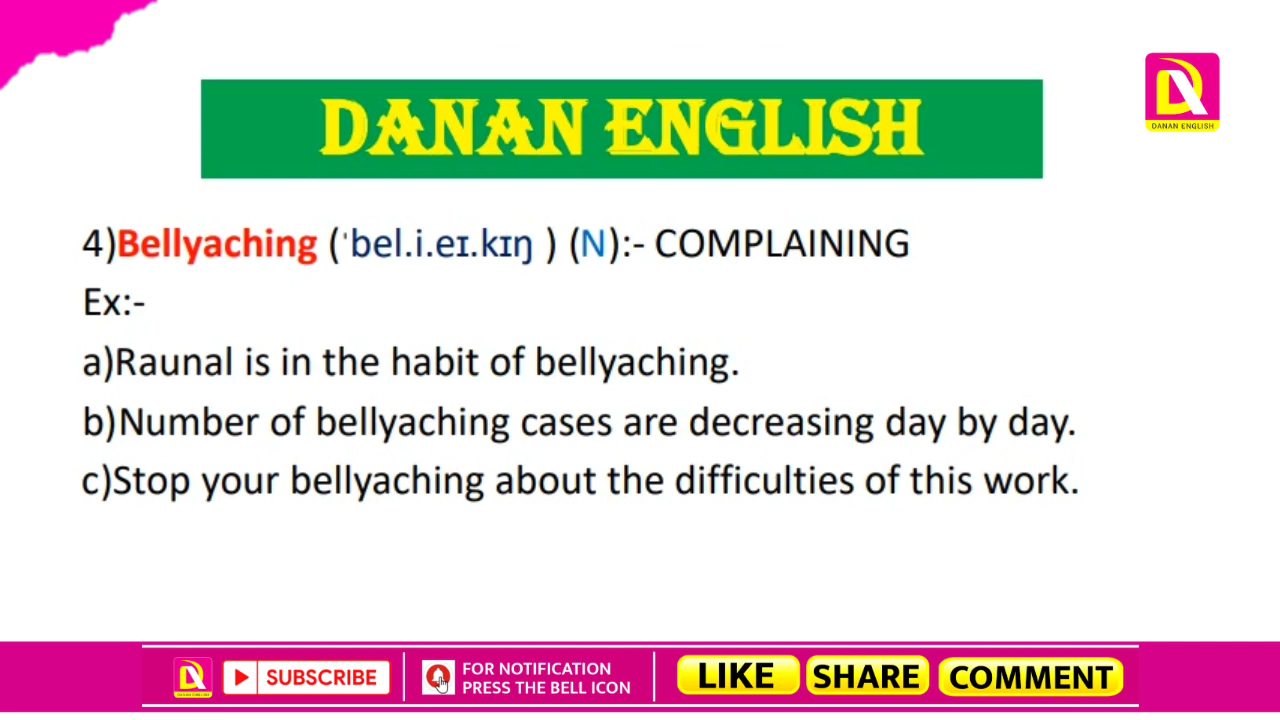 DANAN ENGLISH
DANAN ENGLISH
4)Bellyaching (ˈbel.i.eɪ.kɪŋ ) (N):- COMPLAINING
Ex:-
a)Raunal is in the habit of bellyaching.
b)Number of bellyaching cases are decreasing day by day.
c)Stop your bellyaching about the difficulties of this work.
DANAN ENGLISH
SUBSCRIBE
FOR NOTIFICATION
PRESS THE BELL ICON
LIKE
SHARE
COMMENT